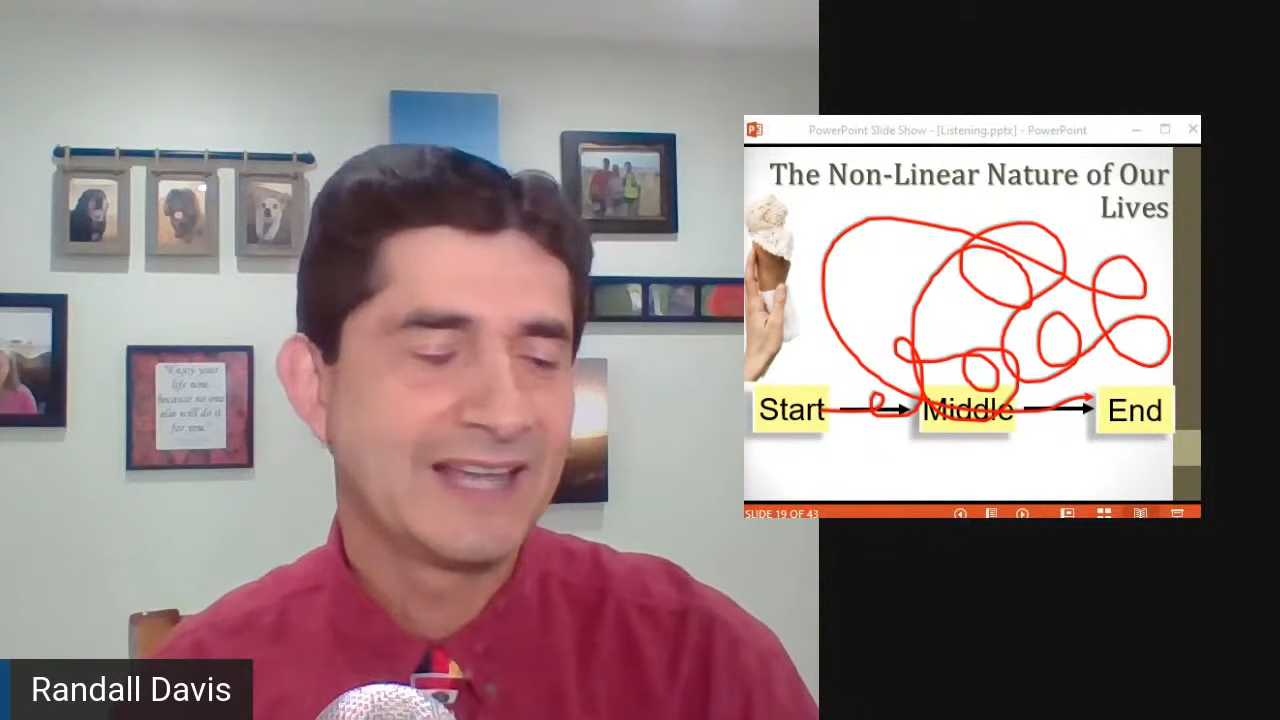 "Enjoy your
life now
because no one
else will do it
for you."
Randall Davis
PowerPoint Slide Show - [Listening.pptx] - PowerPoint
The Non-Linear Nature of Our
Lives
Start
Middle
End
SLIDE 19 OF 43